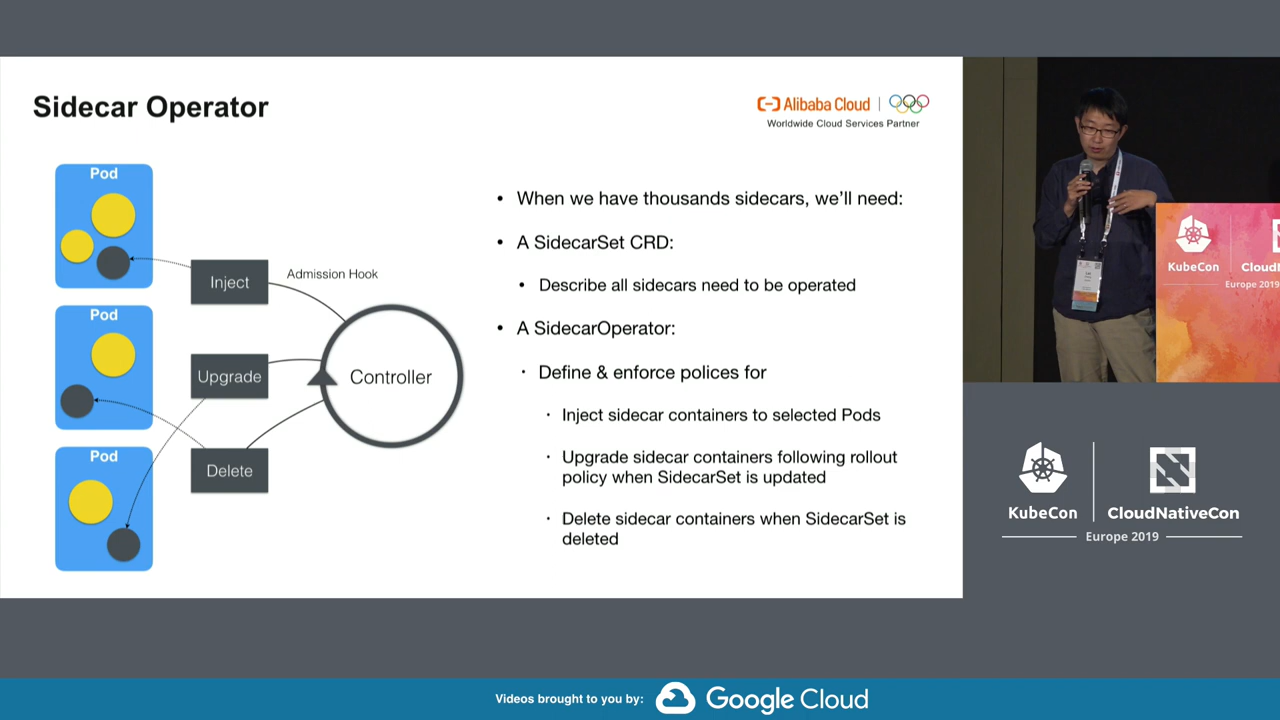 Sidecar Operator
Alibaba Cloud
Worldwide Cloud Services Partner
Pod
Pod
Pod
Inject
Upgrade
Delete
Admission Hook
Controller
• When we have thousands sidecars, we'll need:
• A SidecarSet CRD:
• Describe all sidecars need to be operated
• A SidecarOperator:
· Define & enforce polices for
· Inject sidecar containers to selected Pods
· Upgrade sidecar containers following rollout
policy when SidecarSet is updated
· Delete sidecar containers when SidecarSet is
deleted
KubeCon
Europe 2019
KubeCon
CloudNativeCon
Europe 2019
Videos brought to you by:
Google Cloud